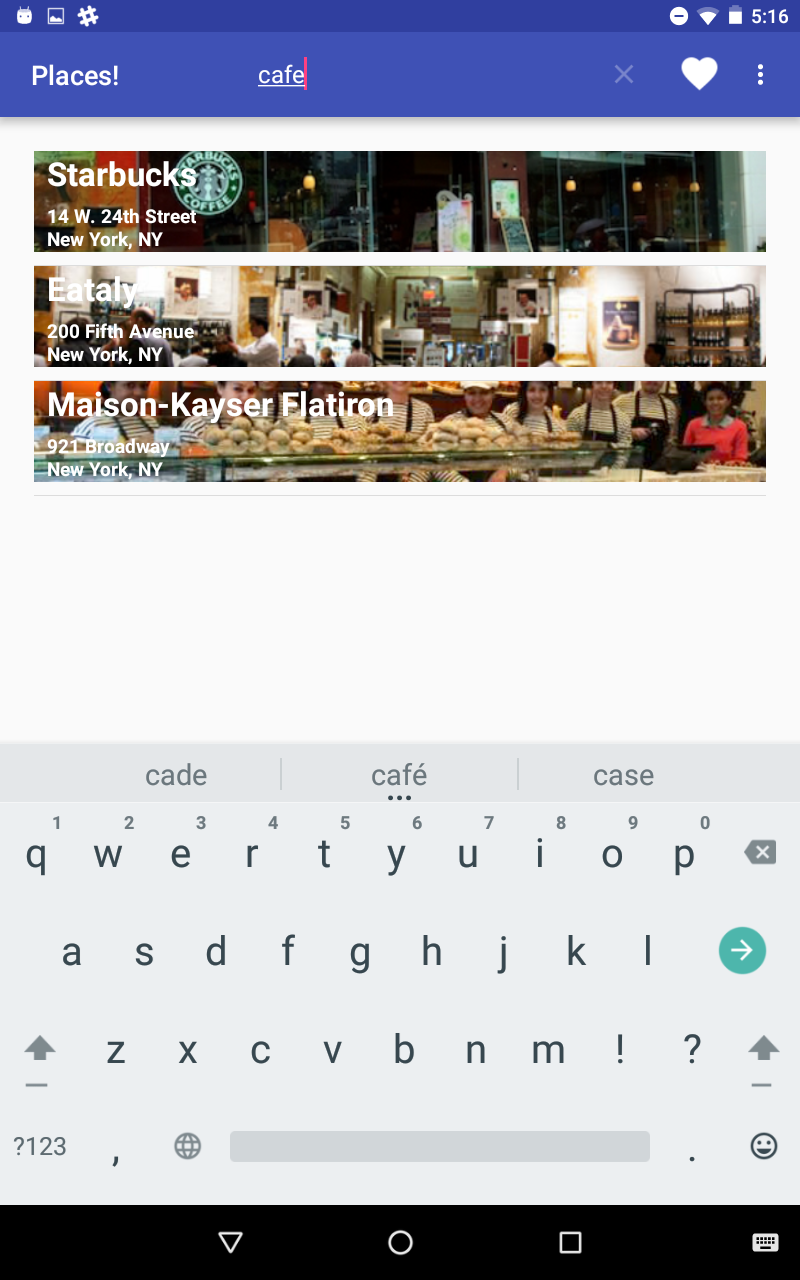 5:16
Places!
cafe
Starbucks
STARBUCKS
COFFEE
14 W. 24th Street
New York, NY
Eataly
200 Fifth Avenue
New York, NY
Maison-Kayser Flatiron
921 Broadway
New York, NY
cade café case
1 2 3 4 5 6 7 8 9 0
q w e r t y u i o p
a s d f g h j k l
z x c v b n m ! ?
?123 , .